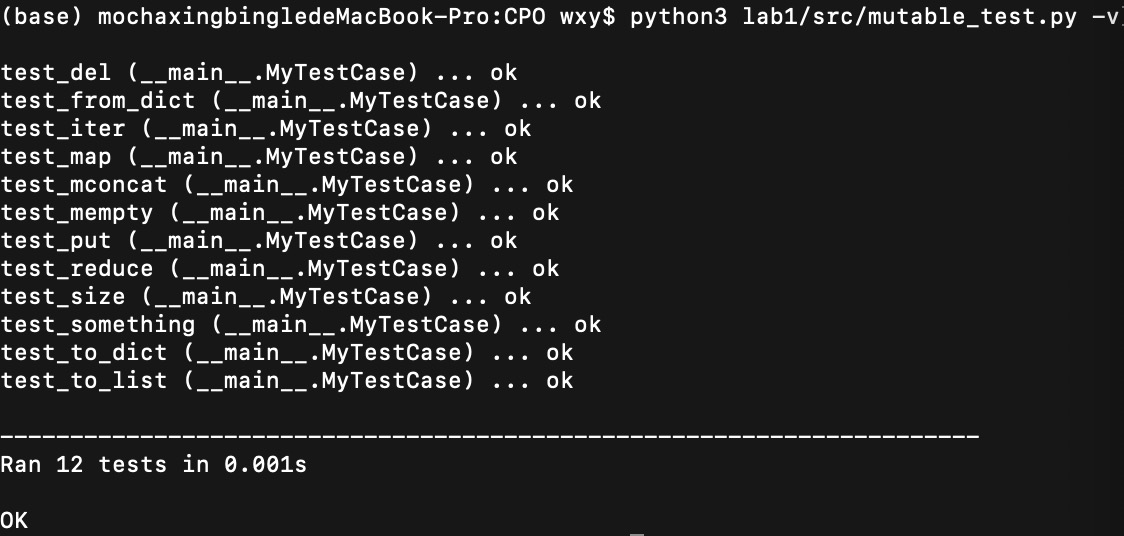 (base) mochaxingbingledeMacBook-Pro:CPO wxy$ python3 lab1/src/mutable_test.py -v
test_del (__main__.MyTestCase) ... ok
test_from_dict (__main__.MyTestCase) ... ok
test_iter (__main__.MyTestCase) ... ok
test_map (__main__.MyTestCase) ... ok
test_mconcat (__main__.MyTestCase) ... ok
test_mempty (__main__.MyTestCase) ... ok
test_put (__main__.MyTestCase) ... ok
test_reduce (__main__.MyTestCase) ... ok
test_size (__main__.MyTestCase) ... ok
test_something (__main__.MyTestCase) ... ok
test_to_dict (__main__.MyTestCase) ... ok
test_to_list (__main__.MyTestCase) ... ok
----------------------------------------------------------------------
Ran 12 tests in 0.001s
OK